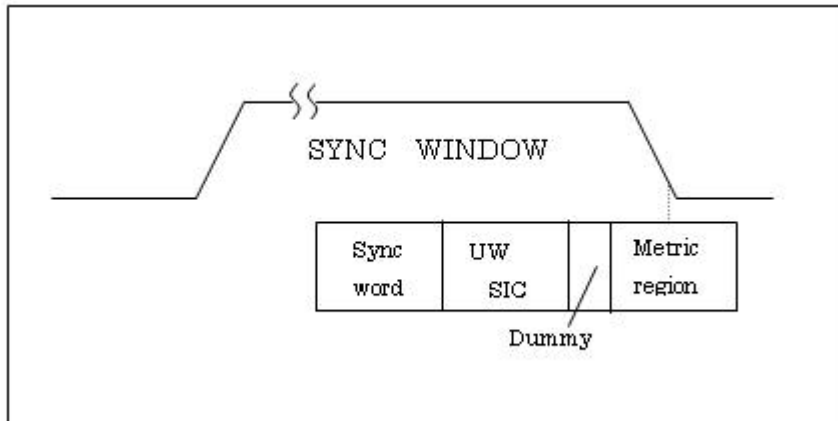 SYNC WINDOW
Sync
word
UW
SIC
Metric
region
Dummy